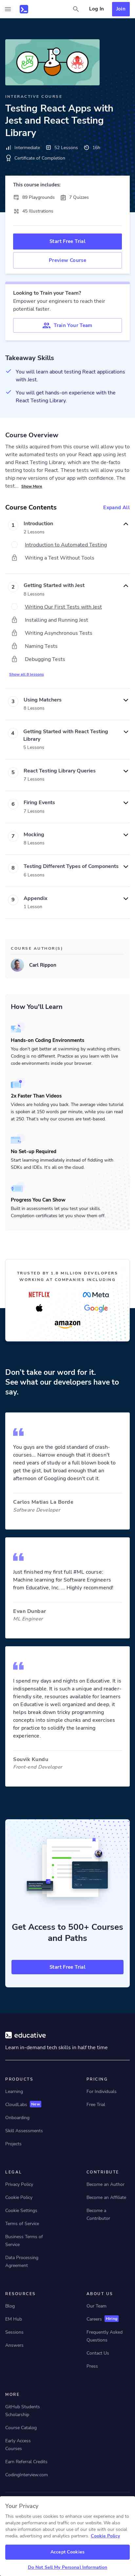 Log In
Join
Testing React Apps with
Jest and React Testing
Library
Intermediate
52 Lessons
10h
Certificate of Completion
This course includes:
89 Playgrounds
7 Quizzes
45 Illustrations
Start Free Trial
Preview Course
INTERACTIVE COURSE
Looking to Train your Team?
Empower your engineers to reach their
potential faster.
Train Your Team
Takeaway Skills
You will learn about testing React applications
with Jest.
You will get hands-on experience with the
React Testing Library.
Course Overview
The skills acquired from this course will allow you to
write automated tests for your React app using Jest
and React Testing Library, which are the de-facto
testing tools for React. These tests will allow you to
ship new versions of your app with confidence. The
test...
Show More
Course Contents
Expand All
1
Introduction
2 Lessons
Introduction to Automated Testing
Writing a Test Without Tools
2
Getting Started with Jest
8 Lessons
Writing Our First Tests with Jest
Installing and Running Jest
Writing Asynchronous Tests
Naming Tests
Debugging Tests
Show all 8 lessons
3
Using Matchers
9 Lessons
4
Getting Started with React Testing
Library
5 Lessons
5
React Testing Library Queries
7 Lessons
6
Firing Events
7 Lessons
7
Mocking
8 Lessons
8
Testing Different Types of Components
6 Lessons
9
Appendix
1 Lesson
COURSE AUTHOR(S)
Carl Rippon
How You'll Learn
Hands-on Coding Environments
You don't get better at swimming by watching others.
Coding is no different. Practice as you learn with live
code environments inside your browser.
2x Faster Than Videos
Videos are holding you back. The average video tutorial
is spoken at 150 words per minute, while you can read
at 250. That's why our courses are text-based.
No Set-up Required
Start learning immediately instead of fiddling with
SDKs and IDEs. It's all on the cloud.
Progress You Can Show
Built in assessments let you test your skills.
Completion certificates let you show them off.
TRUSTED BY 1.8 MILLION DEVELOPERS
WORKING AT COMPANIES INCLUDING
NETFLIX
Meta
Google
amazon
Don't take our word for it.
See what our developers have to
say.
You guys are the gold standard of crash-
courses... Narrow enough that it doesn't
need years of study or a full blown book to
get the gist, but broad enough that an
afternoon of Googling doesn't cut it.
Carlos Matias La Borde
Software Developer
Just finished my first full #ML course:
Machine learning for Software Engineers
from Educative, Inc. ... Highly recommend!
Evan Dunbar
ML Engineer
I spend my days and nights on Educative. It is
indispensable. It is such a unique and reader-
friendly site, resources available for learners
on Educative is overwhelming and deep. It
helps, break down trying programming
problems into simple chunks and exercises
for practice to solidify the learning
experience.
Souvik Kundu
Front-end Developer
Get Access to 500+ Courses
and Paths
Start Free Trial
educative
Learn in-demand tech skills in half the time
PRODUCTS
Learning
CloudLabs
New
Onboarding
Skill Assessments
Projects
PRICING
For Individuals
Free Trial
LEGAL
Privacy Policy
Cookie Policy
Cookie Settings
Terms of Service
Business Terms of
Service
Data Processing
Agreement
CONTRIBUTE
Become an Author
Become an Affiliate
Become a
Contributor
RESOURCES
Blog
EM Hub
Sessions
Answers
ABOUT US
Our Team
Careers
Hiring
Frequently Asked
Questions
Contact Us
Press
MORE
GitHub Students
Scholarship
Course Catalog
Early Access
Courses
Earn Referral Credits
CodingInterview.com
Your Privacy
We use cookies to ensure you get the best experience on our
website. We also use cookies and similar technologies to
improve your experience, analyze usage and traffic, and
optimize our advertising partnerships. Cookie Policy
Accept Cookies
Do Not Sell My Personal Information